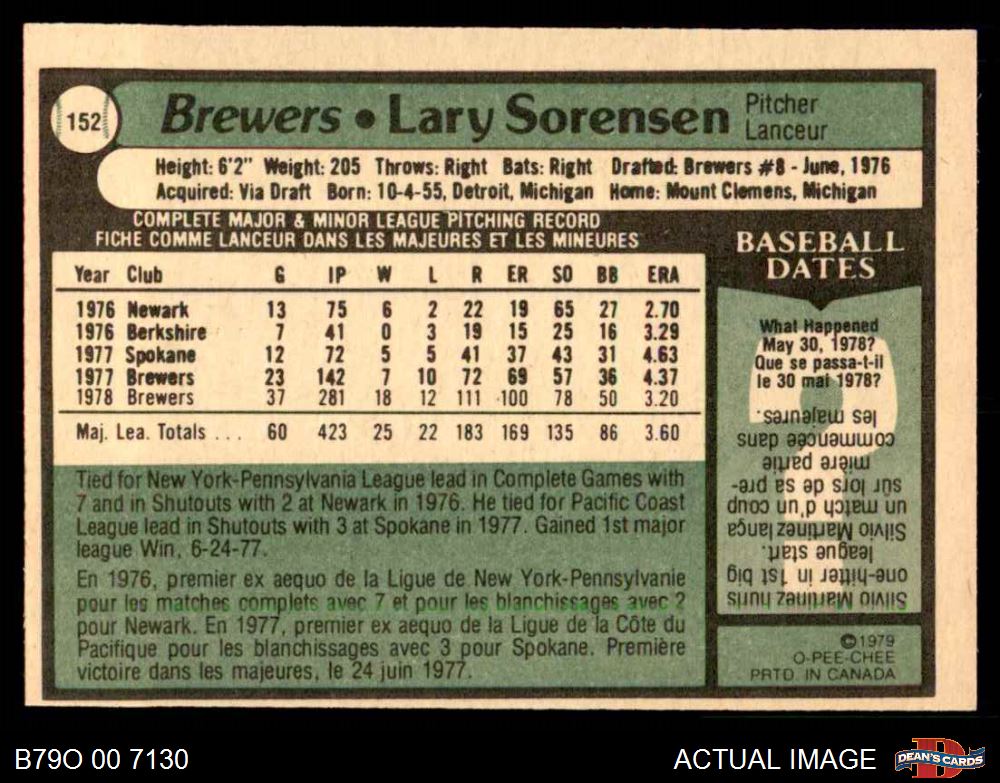 152
Brewers • Lary Sorensen
Pitcher
Lanceur
Height: 6'2" Weight: 205 Throws: Right Bats: Right Drafted: Brewers #8 - June, 1976
Acquired: Via Draft Born: 10-4-55, Detroit, Michigan Home: Mount Clemens, Michigan
COMPLETE MAJOR & MINOR LEAGUE PITCHING RECORD
FICHE COMME LANCEUR DANS LES MAJEURES ET LES MINEURES
Year Club G IP W L R ER SO BB ERA
1976 Newark 13 75 6 2 22 19 65 27 2.70
1976 Berkshire 7 41 0 3 19 15 25 16 3.29
1977 Spokane 12 72 5 5 41 37 43 31 4.63
1977 Brewers 23 142 7 10 72 69 57 36 4.37
1978 Brewers 37 281 18 12 111 100 78 50 3.20
Maj. Lea. Totals ... 60 423 25 22 183 169 135 86 3.60
Tied for New York-Pennsylvania League lead in Complete Games with
7 and in Shutouts with 2 at Newark in 1976. He tied for Pacific Coast
League lead in Shutouts with 3 at Spokane in 1977. Gained 1st major
league Win, 6-24-77.
En 1976, premier ex aequo de la Ligue de New York-Pennsylvanie
pour les matches complets avec 7 et pour les blanchissages avec 2
pour Newark. En 1977, premier ex aequo de la Ligue de la Côte du
Pacifique pour les blanchissages avec 3 pour Spokane. Première
victoire dans les majeures, le 24 juin 1977.
BASEBALL
DATES
What Happened
May 30, 1978?
Que se passa-t-il
le 30 mai 1978?
Silvio Martinez hurls
one-hitter in 1st big
league start.
Silvio Martinez lança
un match d'un coup
sûr lors de sa pre-
mière partie
commencée dans
les majeures.
©1979
O-PEE-CHEE
PRTD. IN CANADA
B79O 00 7130
ACTUAL IMAGE
D
DEAN'S CARDS